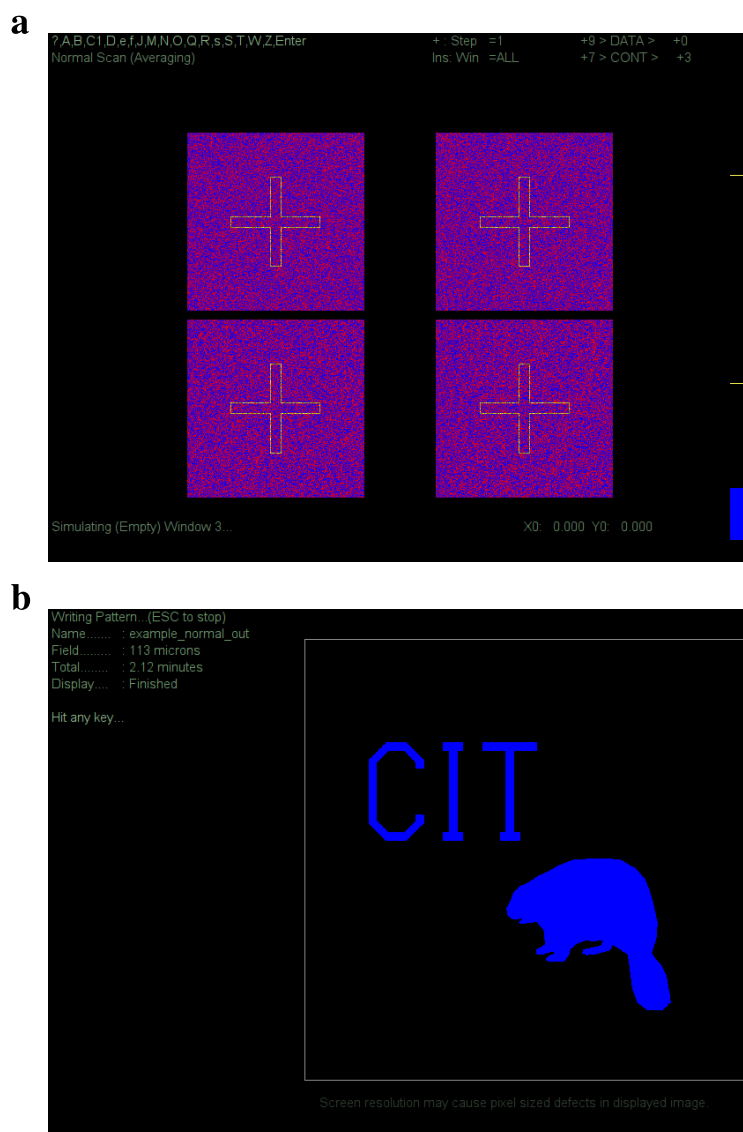 a
?,A,B,C1,D,e,f,J,M,N,O,Q,R,s,S,T,W,Z,Enter + : Step =1 +9 > DATA > +0
Normal Scan (Averaging) Ins: Win =ALL +7 > CONT > +3
Simulating (Empty) Window 3... X0: 0.000 Y0: 0.000
b
Writing Pattern...(ESC to stop)
Name....... : example_normal_out
Field......... : 113 microns
Total........ : 2.12 minutes
Display.... : Finished
Hit any key...
CIT
Screen resolution may cause pixel sized defects in displayed image.